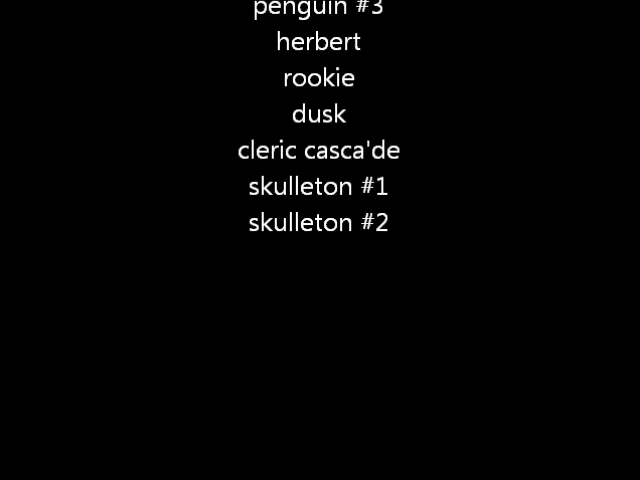 penguin #3
herbert
rookie
dusk
cleric casca'de
skulleton #1
skulleton #2